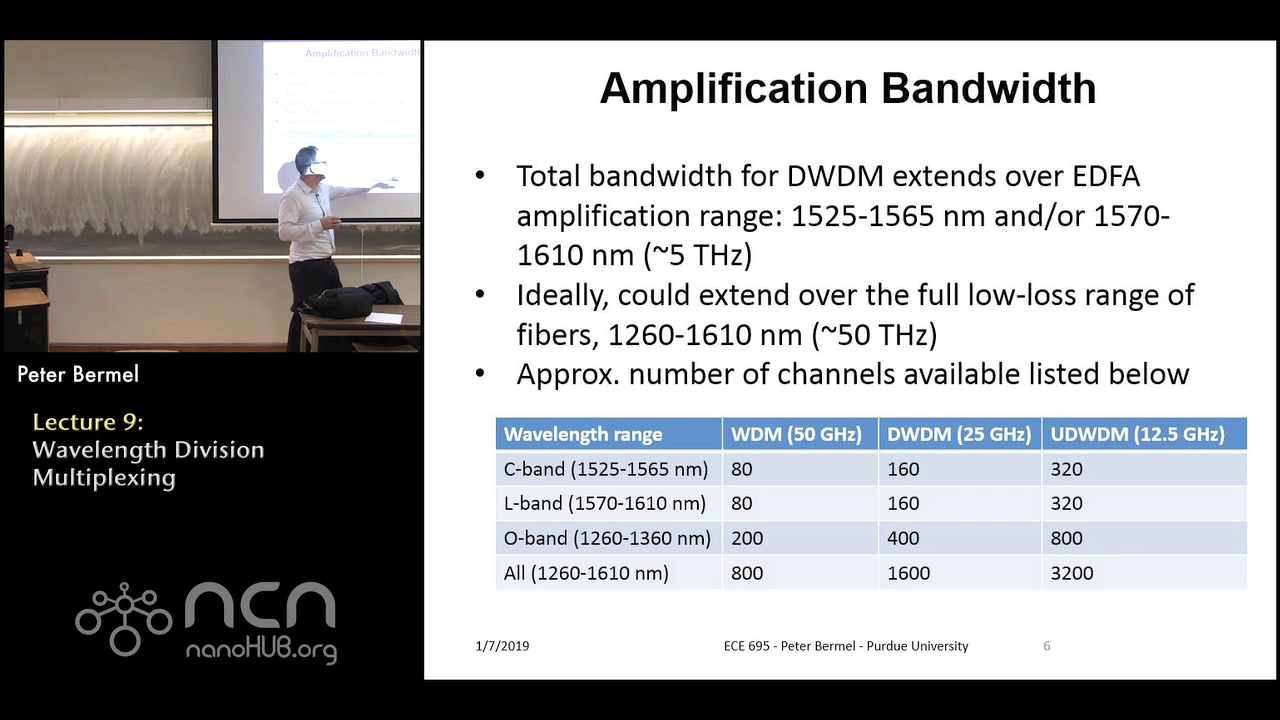 Amplification Bandwidth
Amplification Bandwidth
• Total bandwidth for DWDM extends over EDFA
amplification range: 1525-1565 nm and/or 1570-
1610 nm (~5 THz)
• Ideally, could extend over the full low-loss range of
fibers, 1260-1610 nm (~50 THz)
• Approx. number of channels available listed below
Wavelength range WDM (50 GHz) DWDM (25 GHz) UDWDM (12.5 GHz)
C-band (1525-1565 nm) 80 160 320
L-band (1570-1610 nm) 80 160 320
O-band (1260-1360 nm) 200 400 800
All (1260-1610 nm) 800 1600 3200
1/7/2019 ECE 695 - Peter Bermel - Purdue University 6
Peter Bermel
Lecture 9:
Wavelength Division
Multiplexing
ncn
nanoHUB.org